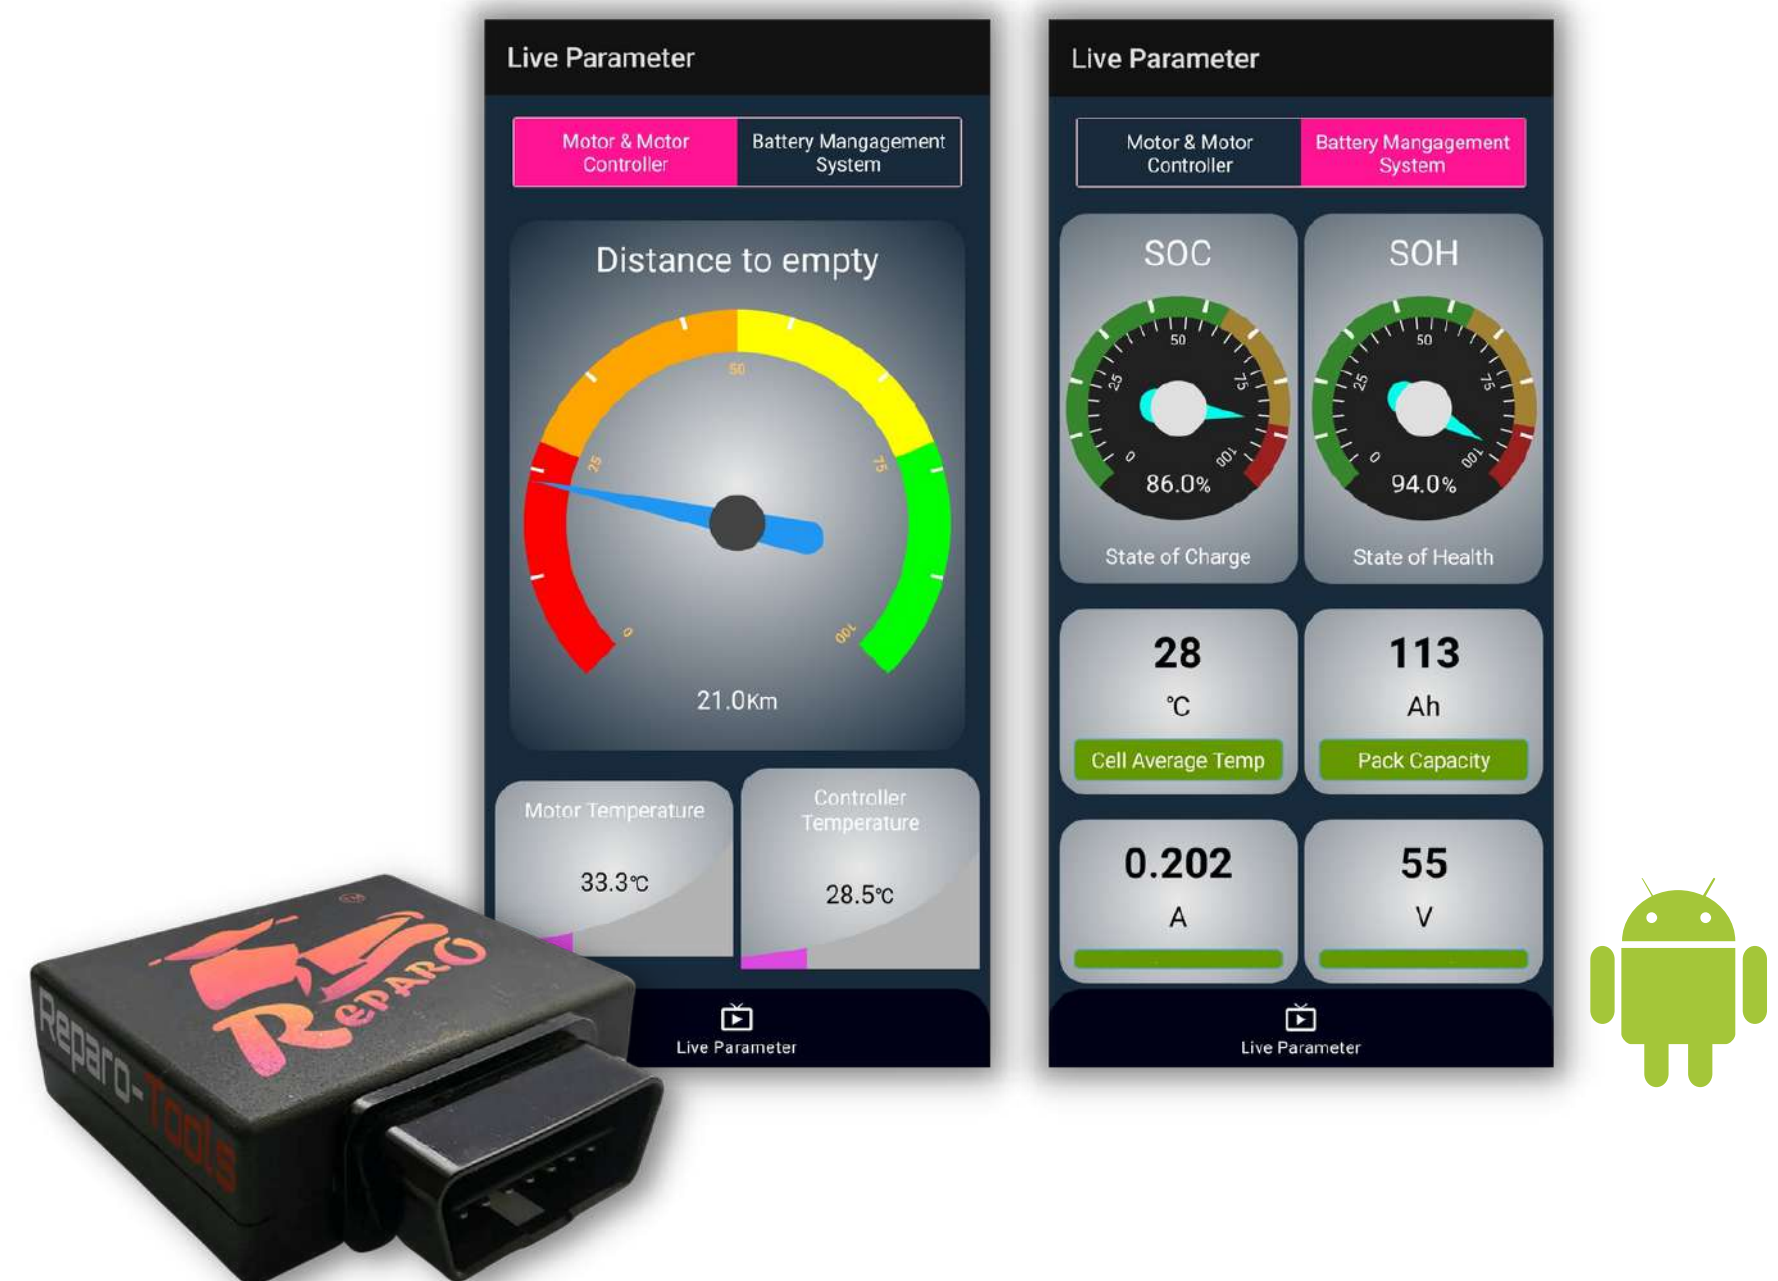 Live Parameter
Motor & Motor
Controller
Battery Mangagement
System
Distance to empty
0
25
50
75
100
21.0Km
Motor Temperature
33.3°C
Controller
Temperature
28.5°C
Live Parameter
Live Parameter
Motor & Motor
Controller
Battery Mangagement
System
SOC
0
25
50
75
100
86.0%
State of Charge
SOH
0
25
50
75
100
94.0%
State of Health
28
°C
Cell Average Temp
113
Ah
Pack Capacity
0.202
A
55
V
Live Parameter
TM
REPARO
Reparo-Tools